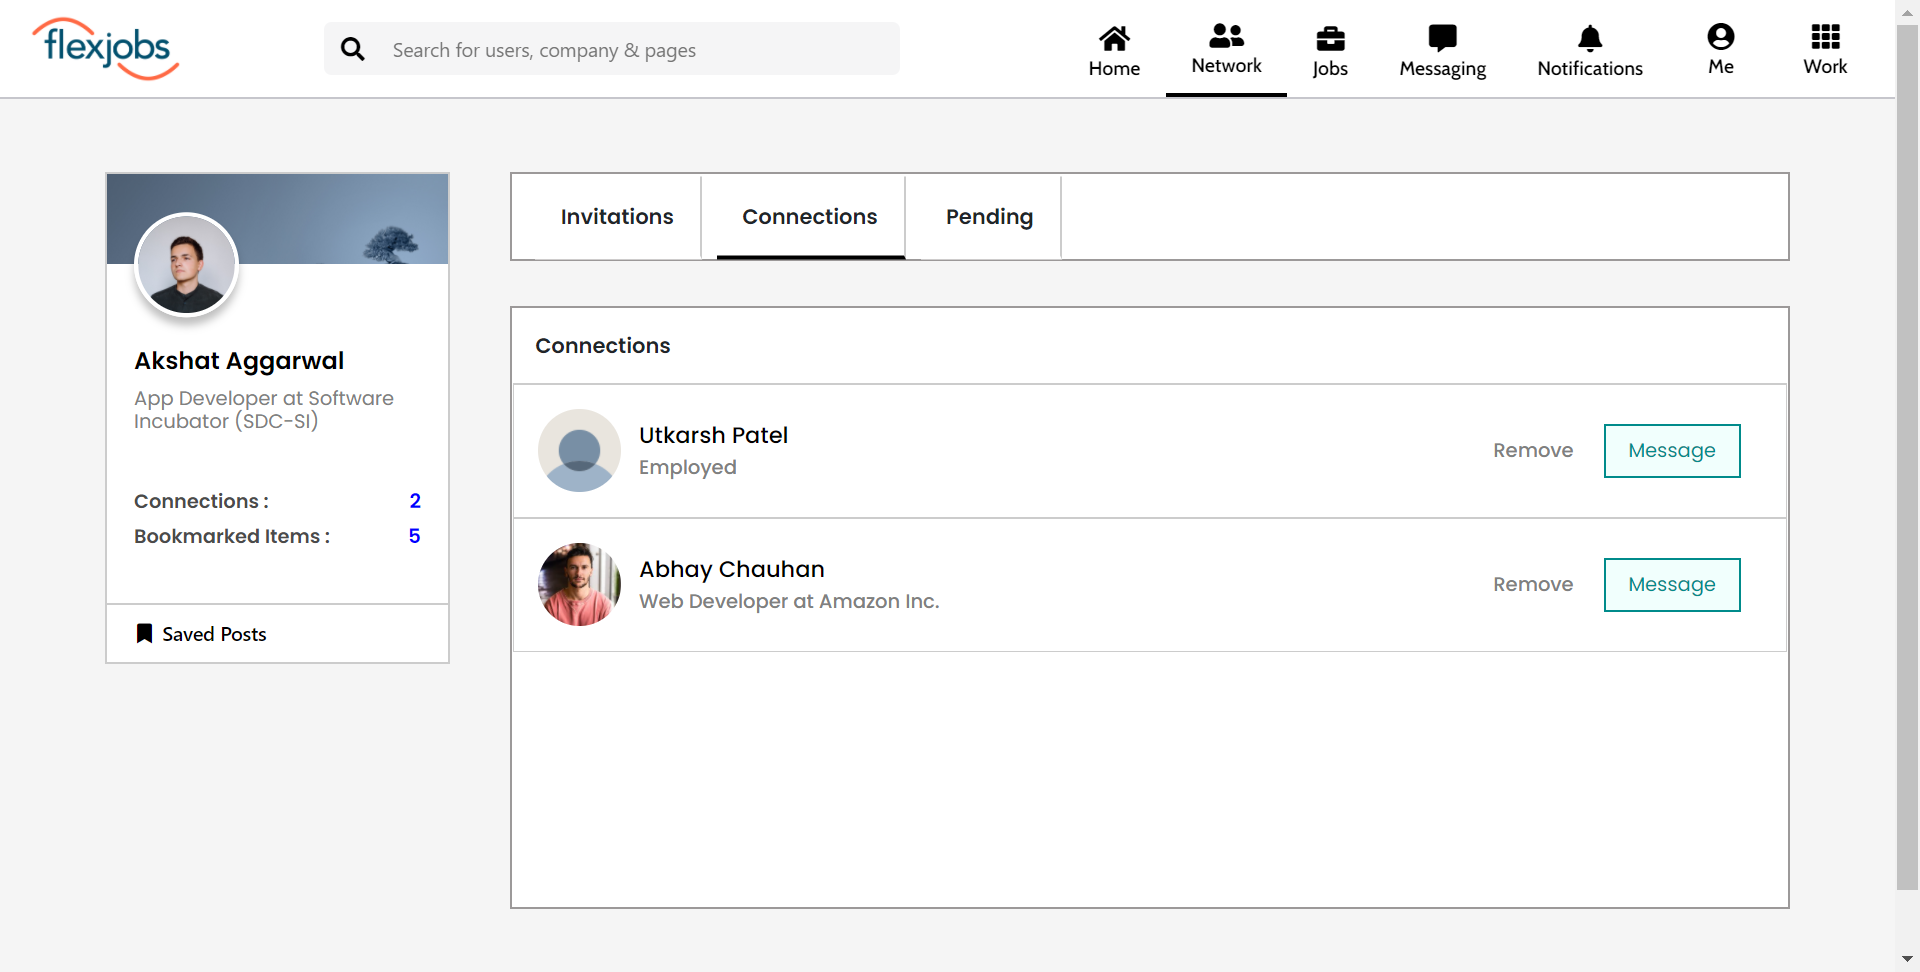 flexjobs
Search for users, company & pages
Home
Network
Jobs
Messaging
Notifications
Me
Work
Akshat Aggarwal
App Developer at Software
Incubator (SDC-SI)
Connections : 2
Bookmarked Items : 5
Saved Posts
Invitations
Connections
Pending
Connections
Utkarsh Patel
Employed
Remove
Message
Abhay Chauhan
Web Developer at Amazon Inc.
Remove
Message